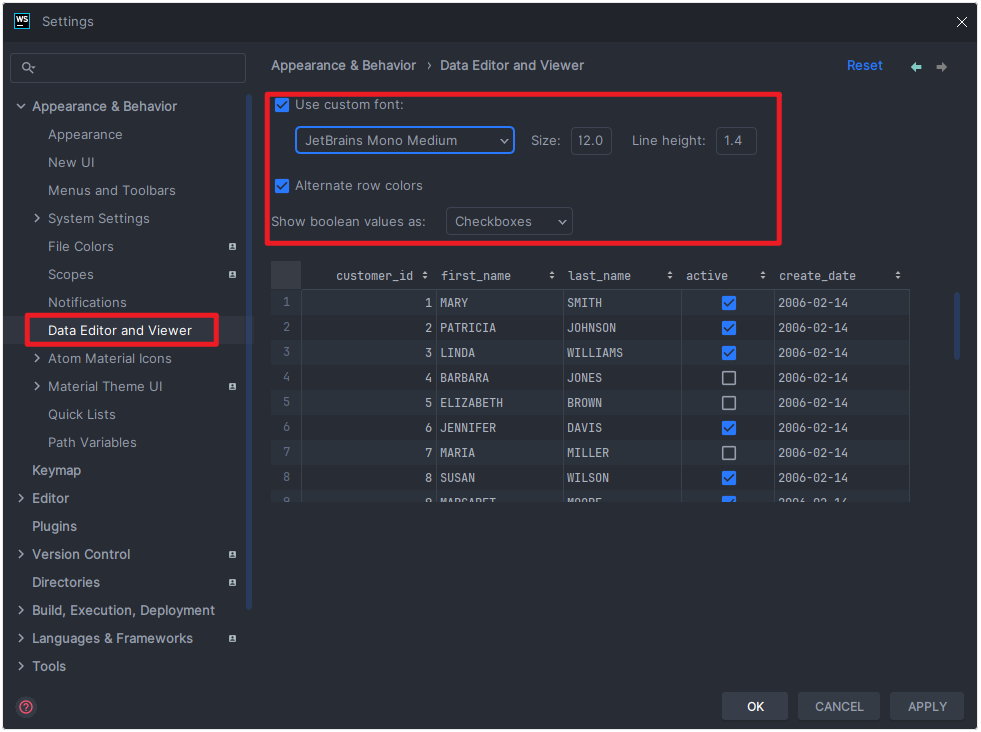 WS Settings
Appearance & Behavior › Data Editor and Viewer Reset
Appearance & Behavior
Appearance
New UI
Menus and Toolbars
System Settings
File Colors
Scopes
Notifications
Data Editor and Viewer
Atom Material Icons
Material Theme UI
Quick Lists
Path Variables
Keymap
Editor
Plugins
Version Control
Directories
Build, Execution, Deployment
Languages & Frameworks
Tools
Use custom font:
JetBrains Mono Medium Size: 12.0 Line height: 1.4
Alternate row colors
Show boolean values as: Checkboxes
customer_id first_name last_name active create_date
1 1 MARY SMITH 2006-02-14
2 2 PATRICIA JOHNSON 2006-02-14
3 3 LINDA WILLIAMS 2006-02-14
4 4 BARBARA JONES 2006-02-14
5 5 ELIZABETH BROWN 2006-02-14
6 6 JENNIFER DAVIS 2006-02-14
7 7 MARIA MILLER 2006-02-14
8 8 SUSAN WILSON 2006-02-14
9 9 MARGARET MOORE 2006-02-14
? OK CANCEL APPLY